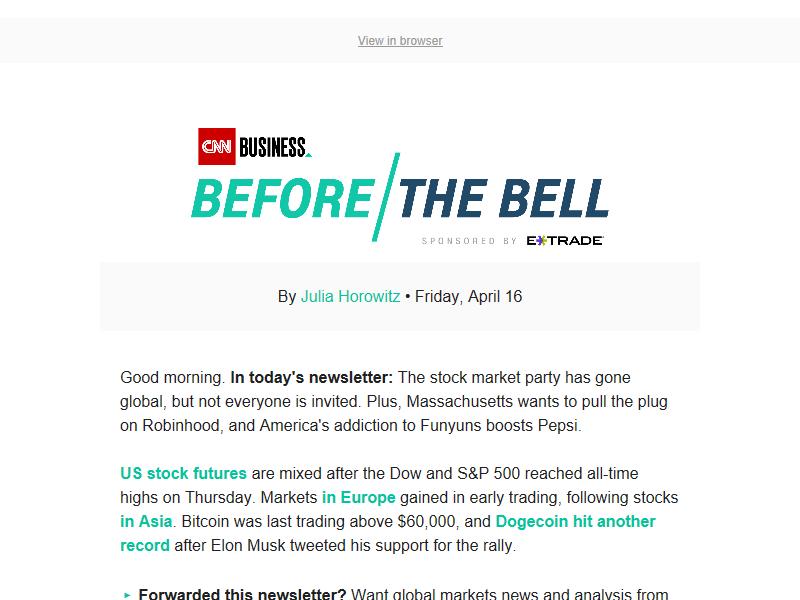 View in browser
CNN BUSINESS
BEFORE/THE BELL
SPONSORED BY E*TRADE
By Julia Horowitz • Friday, April 16
Good morning. In today's newsletter: The stock market party has gone
global, but not everyone is invited. Plus, Massachusetts wants to pull the plug
on Robinhood, and America's addiction to Funyuns boosts Pepsi.
US stock futures are mixed after the Dow and S&P 500 reached all-time
highs on Thursday. Markets in Europe gained in early trading, following stocks
in Asia. Bitcoin was last trading above $60,000, and Dogecoin hit another
record after Elon Musk tweeted his support for the rally.
▸ Forwarded this newsletter? Want global markets news and analysis from